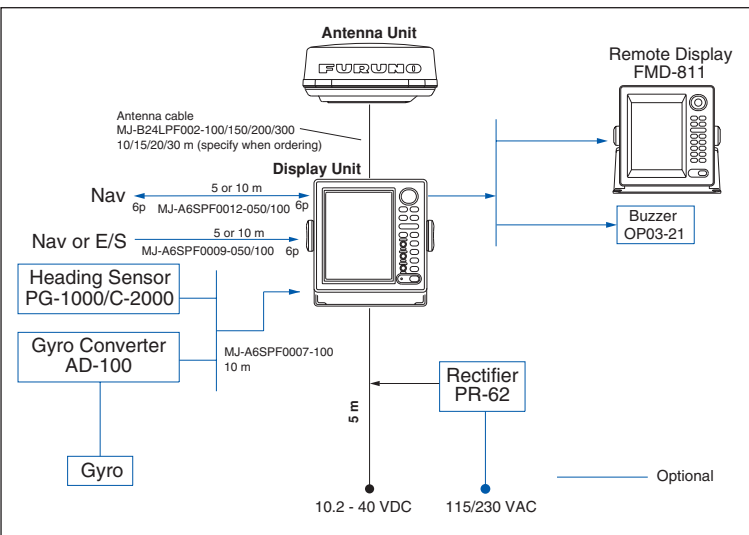 Antenna Unit
FURUNO
Remote Display
FMD-811
Antenna cable
MJ-B24LPF002-100/150/200/300
10/15/20/30 m (specify when ordering)
Display Unit
Nav
6p
5 or 10 m
MJ-A6SPF0012-050/100
6p
Buzzer
OP03-21
Nav or E/S
5 or 10 m
MJ-A6SPF0009-050/100
6p
Heading Sensor
PG-1000/C-2000
Gyro Converter
AD-100
MJ-A6SPF0007-100
10 m
Rectifier
PR-62
5 m
Gyro
Optional
10.2 - 40 VDC
115/230 VAC